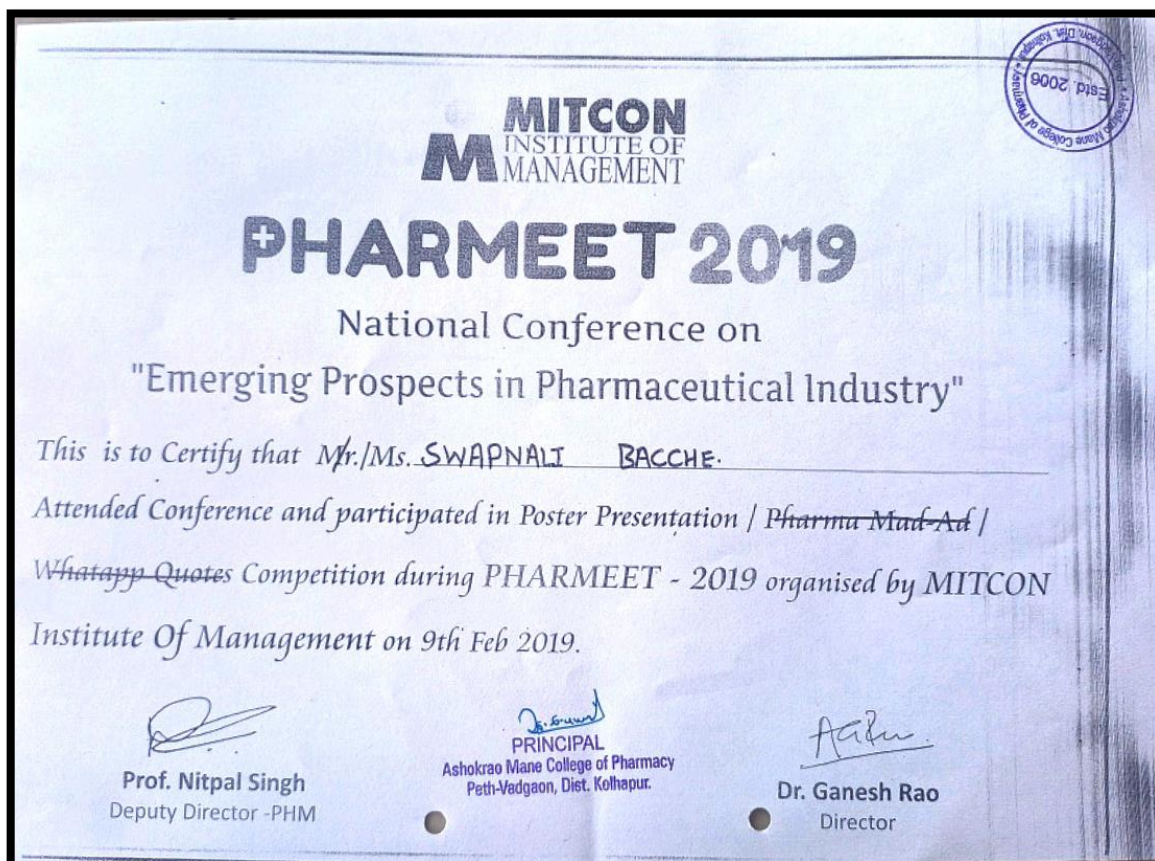 MITCON
INSTITUTE OF
MANAGEMENT
PHARMEET 2019
National Conference on
"Emerging Prospects in Pharmaceutical Industry"
This is to Certify that Mr./Ms. SWAPNALI BACCHE.
Attended Conference and participated in Poster Presentation / Pharma Mad-Ad /
Whatapp Quotes Competition during PHARMEET - 2019 organised by MITCON
Institute Of Management on 9th Feb 2019.
Prof. Nitpal Singh
Deputy Director -PHM
PRINCIPAL
Ashokrao Mane College of Pharmacy
Peth-Vadgaon, Dist. Kolhapur.
Dr. Ganesh Rao
Director
Estd. 2006